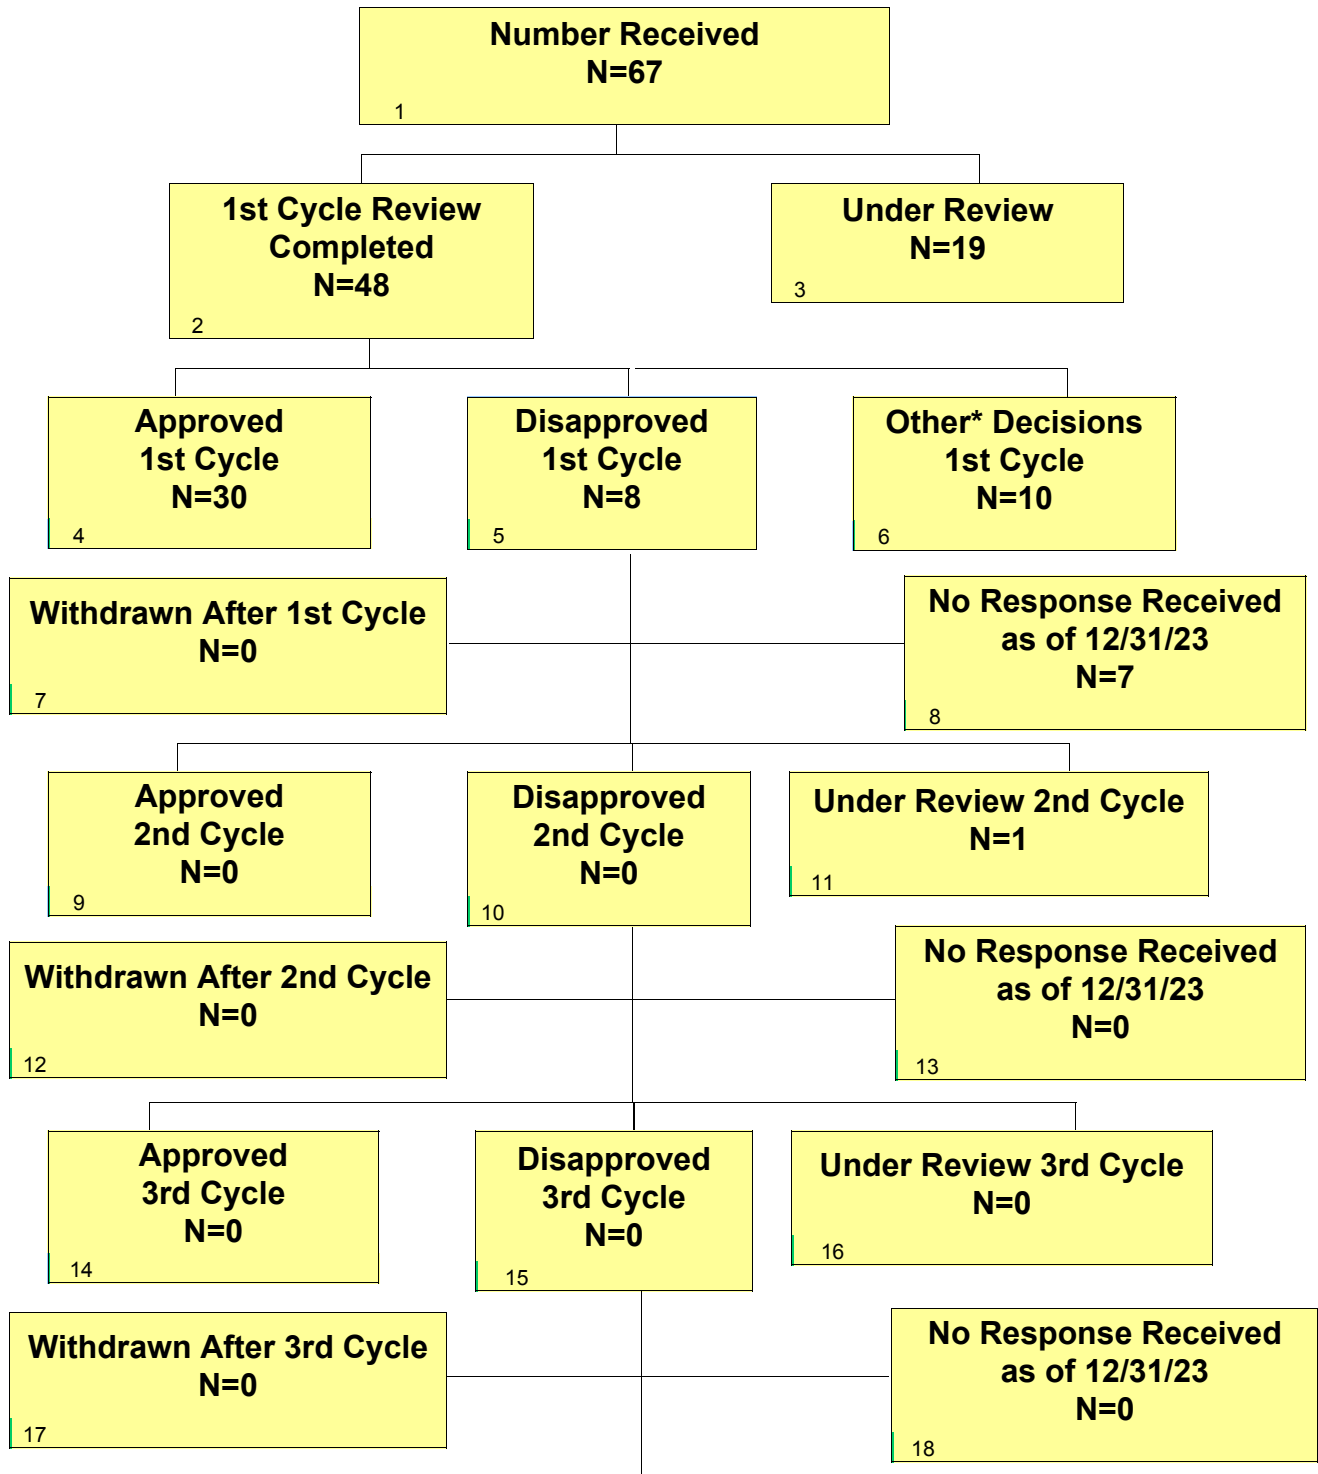 Number Received
N=67
1
1st Cycle Review
Completed
N=48
2
Under Review
N=19
3
Approved
1st Cycle
N=30
4
Disapproved
1st Cycle
N=8
5
Other* Decisions
1st Cycle
N=10
6
Withdrawn After 1st Cycle
N=0
7
No Response Received
as of 12/31/23
N=7
8
Approved
2nd Cycle
N=0
9
Disapproved
2nd Cycle
N=0
10
Under Review 2nd Cycle
N=1
11
Withdrawn After 2nd Cycle
N=0
12
No Response Received
as of 12/31/23
N=0
13
Approved
3rd Cycle
N=0
14
Disapproved
3rd Cycle
N=0
15
Under Review 3rd Cycle
N=0
16
Withdrawn After 3rd Cycle
N=0
17
No Response Received
as of 12/31/23
N=0
18